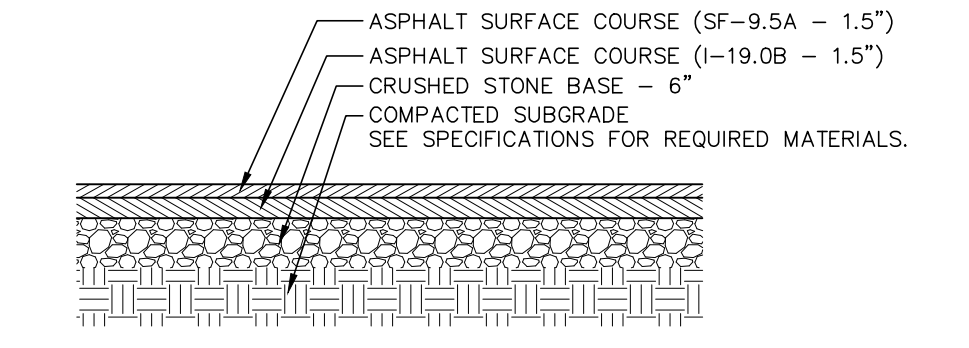 ASPHALT SURFACE COURSE (SF-9.5A - 1.5")
ASPHALT SURFACE COURSE (I-19.0B - 1.5")
CRUSHED STONE BASE - 6"
COMPACTED SUBGRADE
SEE SPECIFICATIONS FOR REQUIRED MATERIALS.